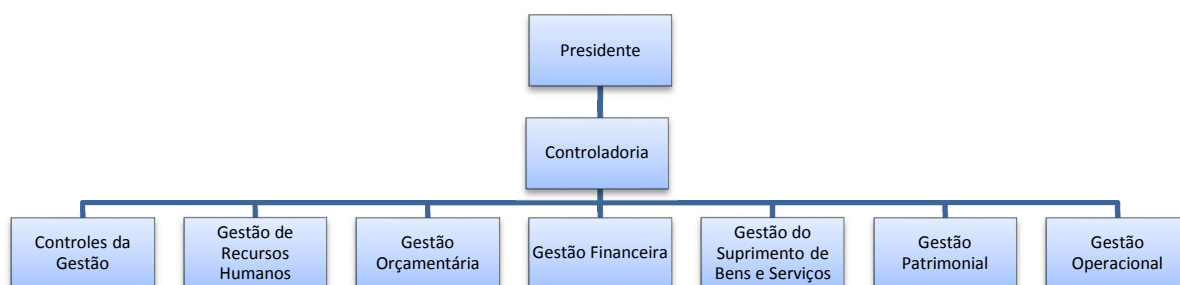 Presidente
Controladoria
Controles da
Gestão
Gestão de
Recursos
Humanos
Gestão
Orçamentária
Gestão Financeira
Gestão do
Suprimento de
Bens e Serviços
Gestão
Patrimonial
Gestão
Operacional